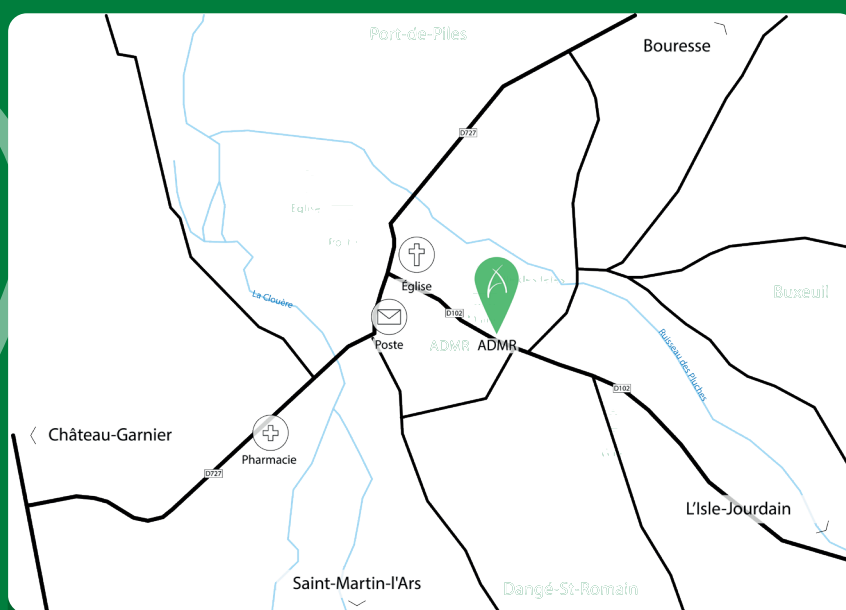 Port-de-Piles
Bouresse
D727
Eglise
Église
La Clouère
Buxeuil
D102
Poste
ADMR
ADMR
Ruisseau des Pluches
D102
Château-Garnier
Pharmacie
D727
L'Isle-Jourdain
Saint-Martin-l'Ars
Dangé-St-Romain